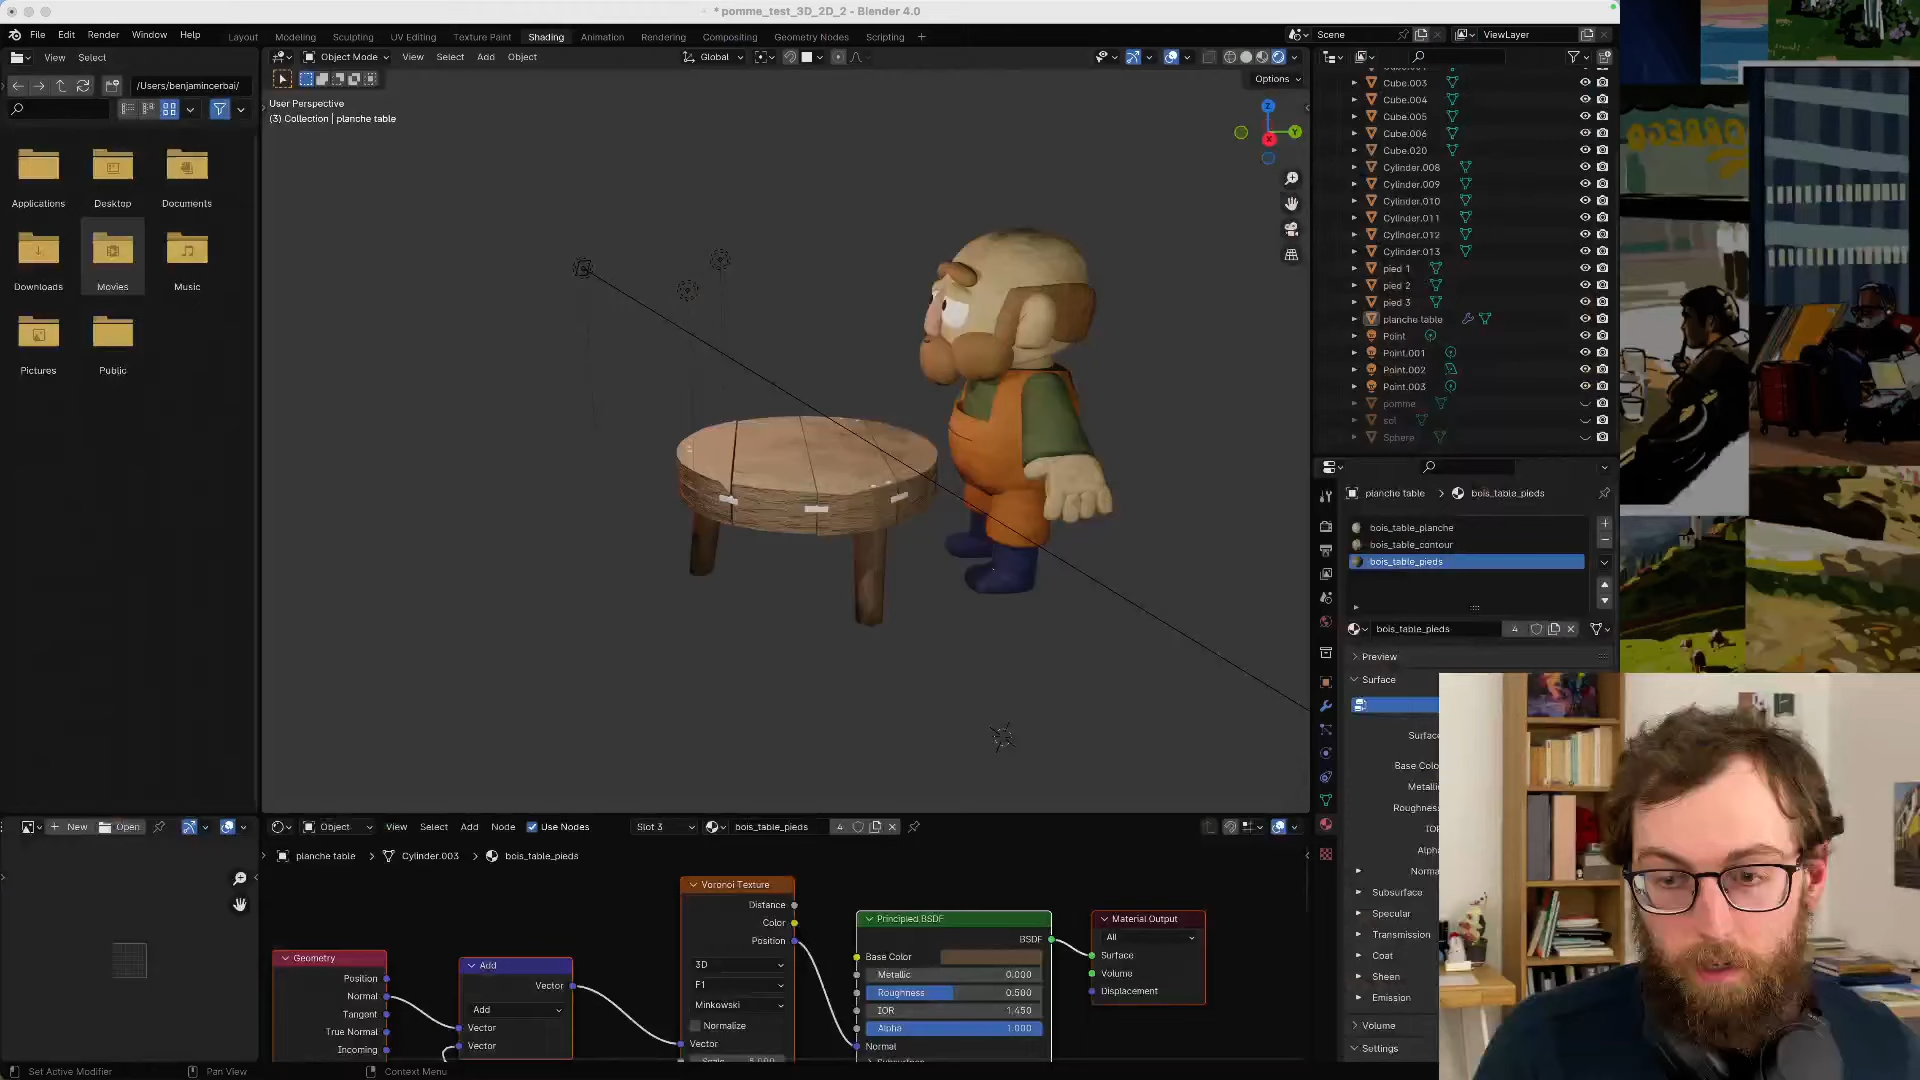 * pomme_test_3D_2D_2 - Blender 4.0
File Edit Render Window Help
Layout Modeling Sculpting UV Editing Texture Paint Shading Animation Rendering Compositing Geometry Nodes Scripting +
Scene
ViewLayer
View Select
Object Mode View Select Add Object
Global
/Users/benjamincerbai/
Options
User Perspective
(3) Collection | planche table
X
Y
Z
Applications
Desktop
Documents
Downloads
Movies
Music
Pictures
Public
Cube.003
Cube.004
Cube.005
Cube.006
Cube.020
Cylinder.008
Cylinder.009
Cylinder.010
Cylinder.011
Cylinder.012
Cylinder.013
pied 1
pied 2
pied 3
planche table
Point
Point.001
Point.002
Point.003
pomme
sol
Sphere
planche table > bois_table_pieds
bois_table_planche
bois_table_contour
bois_table_pieds
bois_table_pieds 4
Preview
Surface
Surfac
Base Colo
Metalli
Roughnes
IO
Alpha
Norma
Subsurface
Specular
Transmission
Coat
Sheen
Emission
Volume
Settings
+ New Open
Object View Select Add Node Use Nodes Slot 3 bois_table_pieds 4
planche table > Cylinder.003 > bois_table_pieds
Geometry
Position
Normal
Tangent
True Normal
Incoming
Add
Vector
Add
Vector
Vector
Voronoi Texture
Distance
Color
Position
3D
F1
Minkowski
Normalize
Vector
Principled BSDF
BSDF
Base Color
Metallic 0.000
Roughness 0.500
IOR 1.450
Alpha 1.000
Normal
Material Output
All
Surface
Volume
Displacement
Set Active Modifier
Pan View
Context Menu